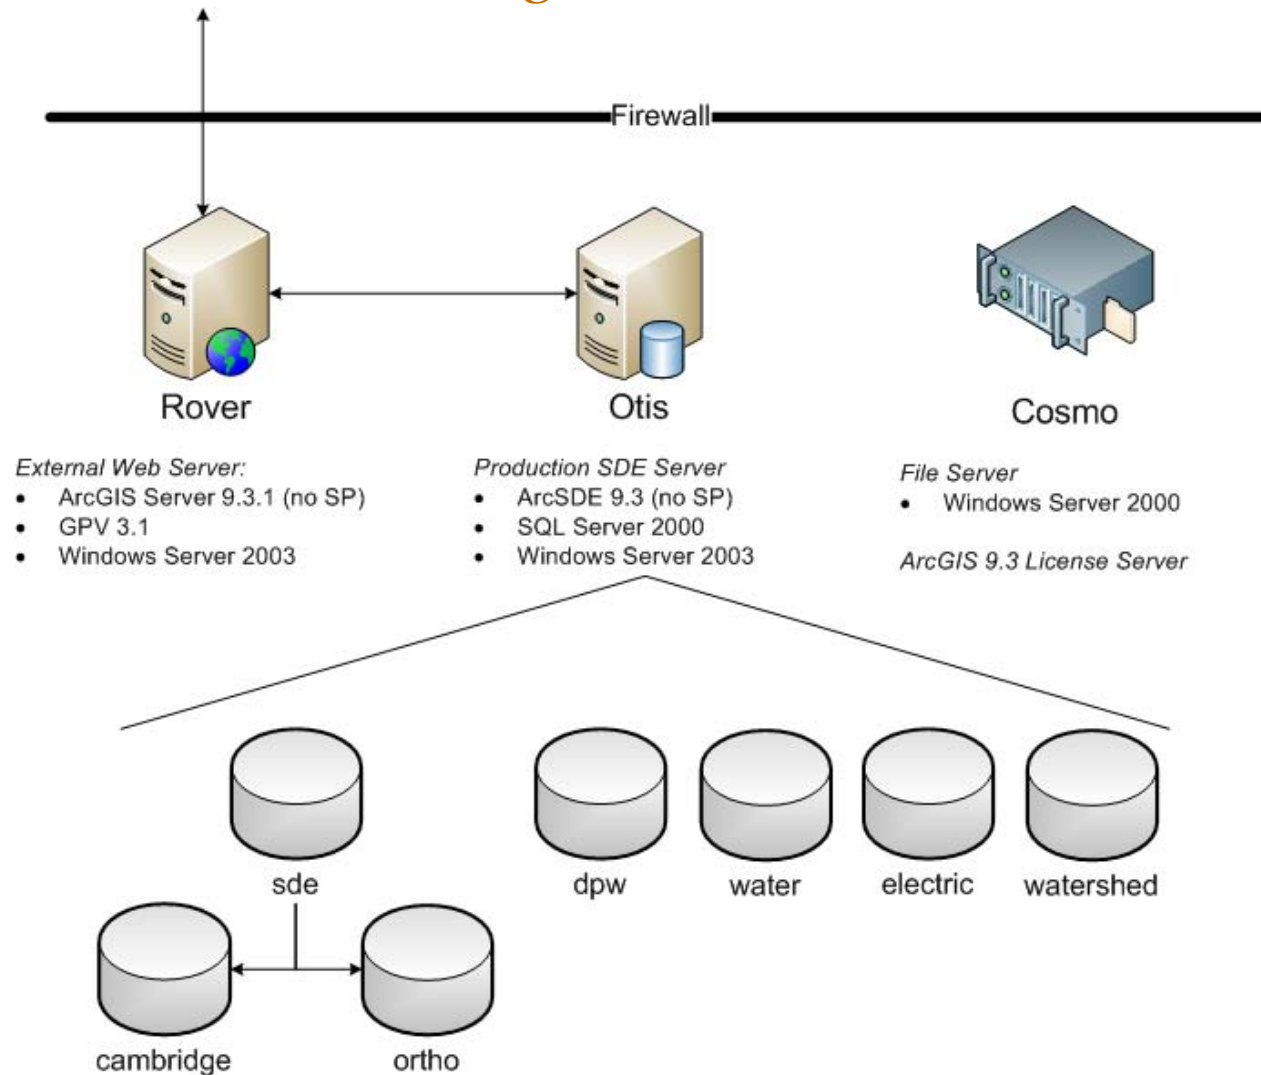 Firewall
Rover
Otis
Cosmo
External Web Server:
• ArcGIS Server 9.3.1 (no SP)
• GPV 3.1
• Windows Server 2003
Production SDE Server
• ArcSDE 9.3 (no SP)
• SQL Server 2000
• Windows Server 2003
File Server
• Windows Server 2000
ArcGIS 9.3 License Server
sde
dpw
water
electric
watershed
cambridge
ortho